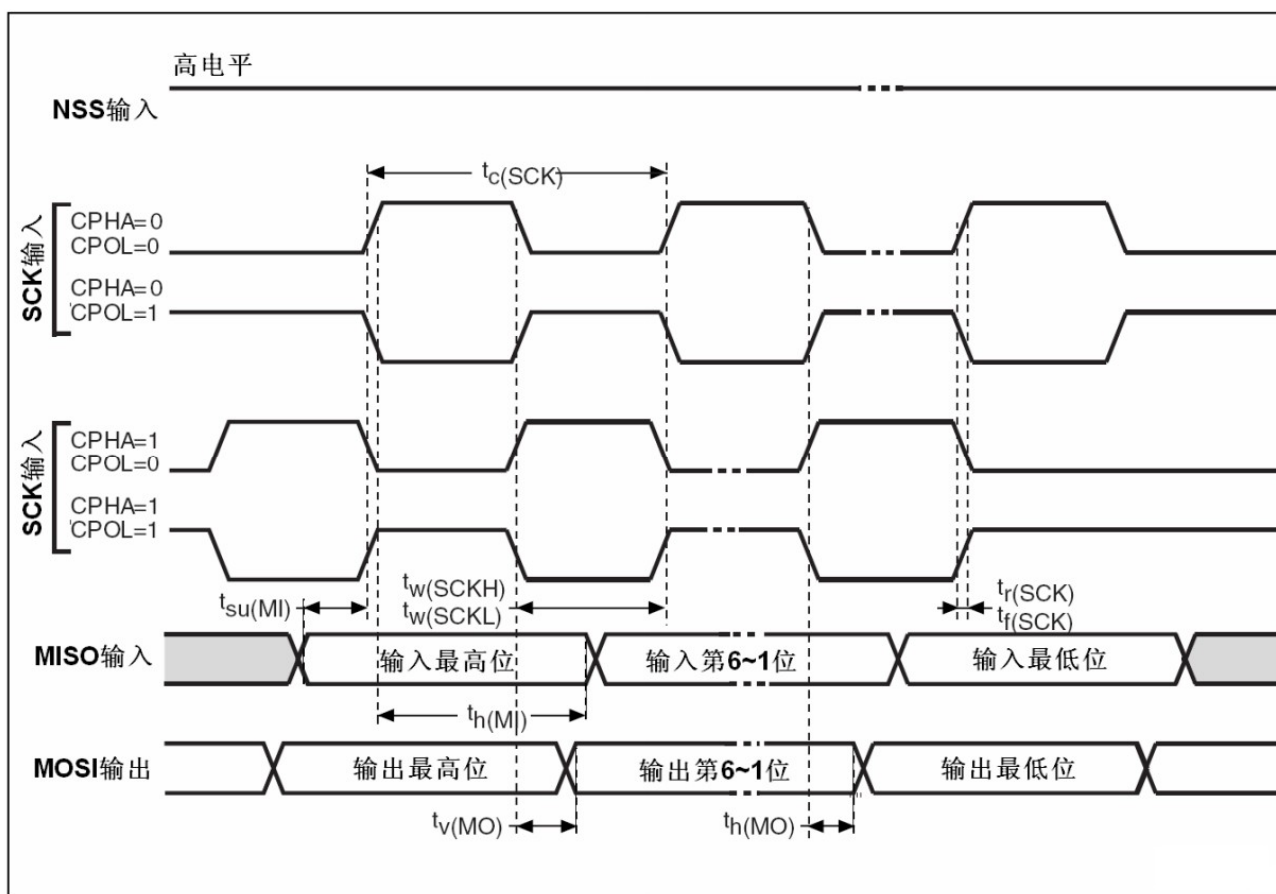 高电平
NSS输入
tc(SCK)
SCK输入
CPHA=0
CPOL=0
CPHA=0
CPOL=1
SCK输入
CPHA=1
CPOL=0
CPHA=1
CPOL=1
tsu(MI)
tw(SCKH)
tw(SCKL)
tr(SCK)
tf(SCK)
MISO输入
输入最高位
输入第6~1位
输入最低位
th(MI)
MOSI输出
输出最高位
输出第6~1位
输出最低位
tv(MO)
th(MO)